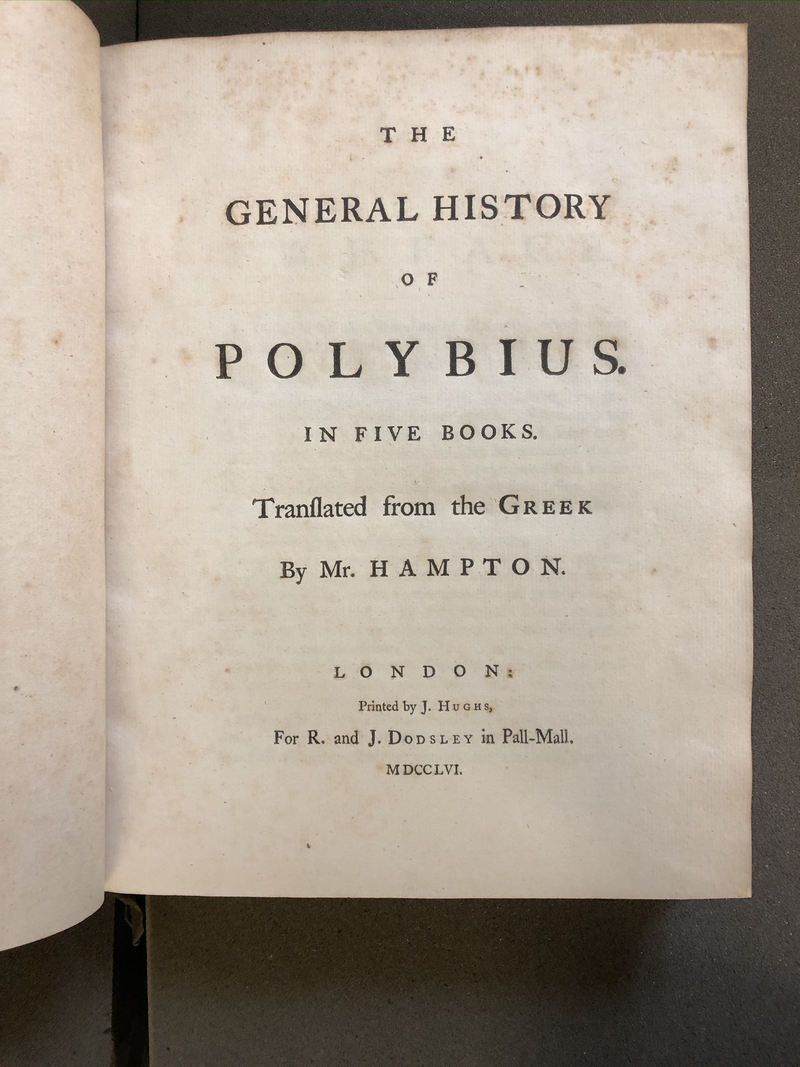 THE
GENERAL HISTORY
OF
POLYBIUS.
IN FIVE BOOKS.
Tranſlated from the GREEK
By Mr. HAMPTON.
LONDON:
Printed by J. HUGHS,
For R. and J. DODSLEY in Pall-Mall.
MDCCLVI.